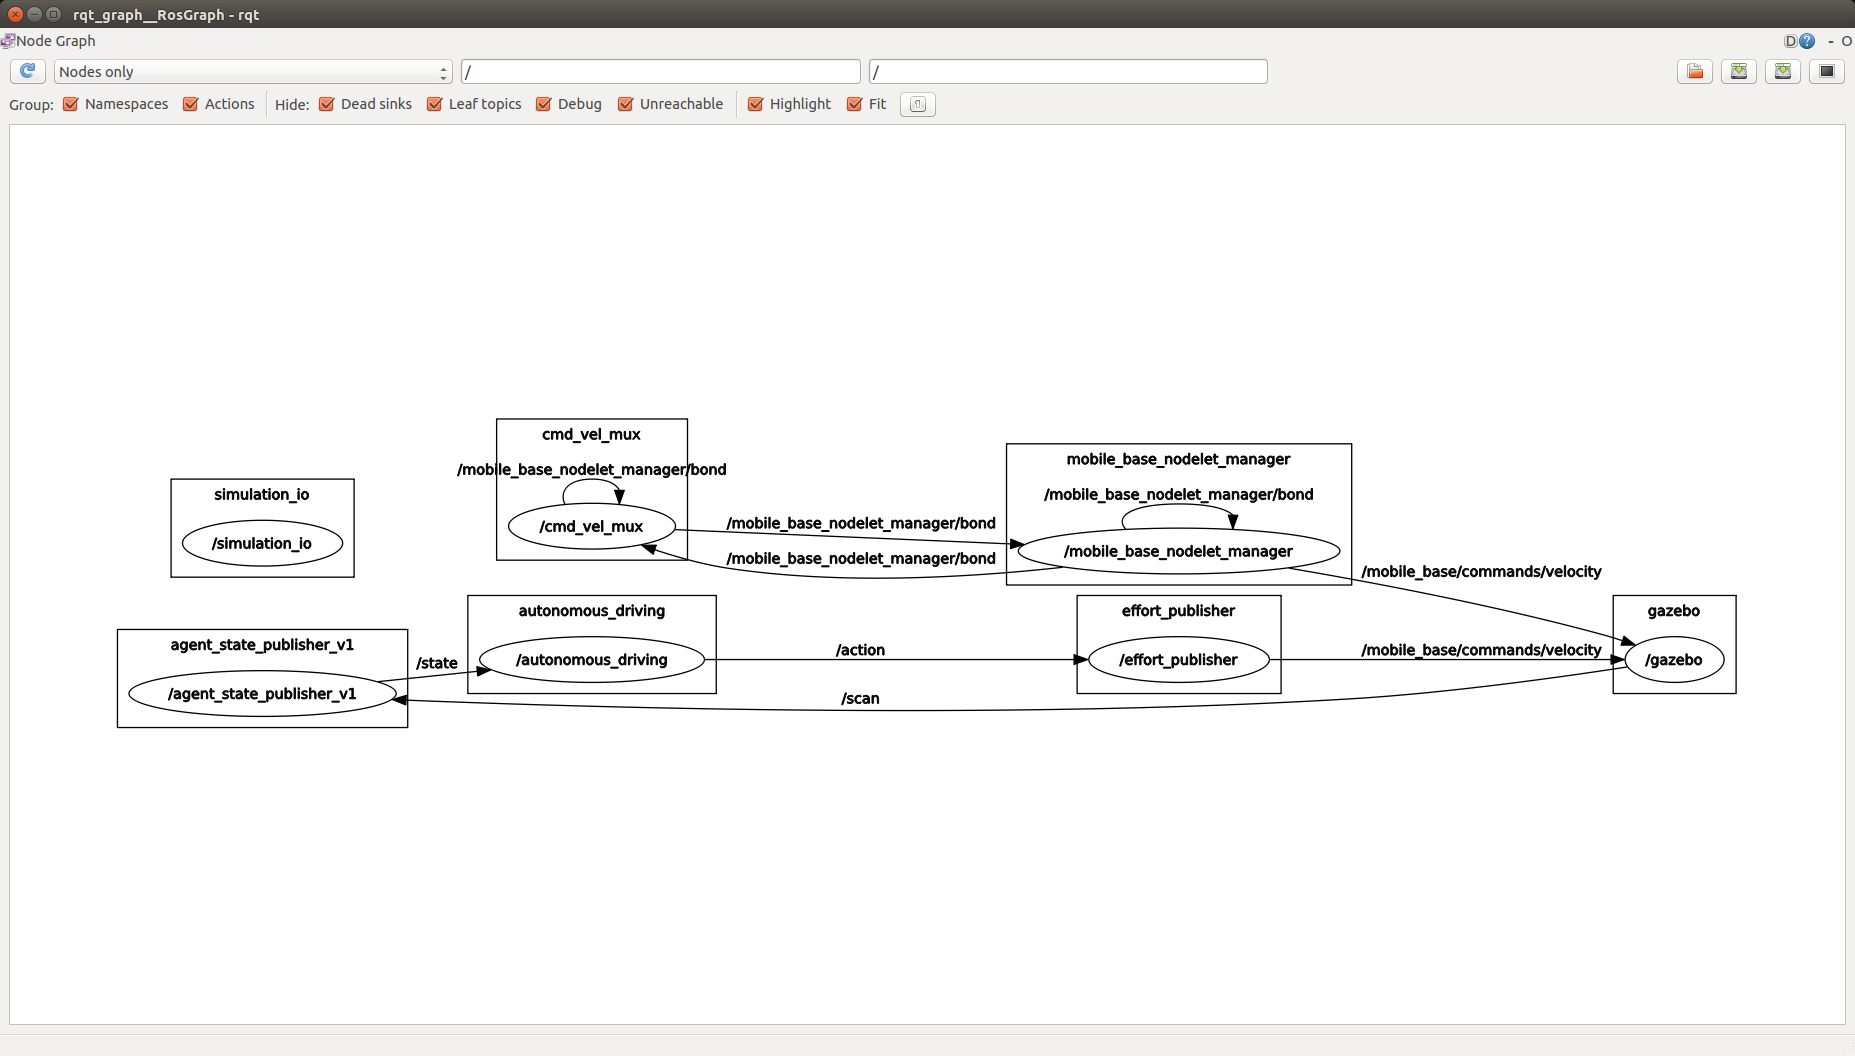 rqt_graph__RosGraph - rqt
Node Graph
D ? - O
Nodes only
/
/
Group: Namespaces Actions Hide: Dead sinks Leaf topics Debug Unreachable Highlight Fit
cmd_vel_mux
/mobile_base_nodelet_manager/bond
/cmd_vel_mux
mobile_base_nodelet_manager
/mobile_base_nodelet_manager/bond
/mobile_base_nodelet_manager
simulation_io
/simulation_io
/mobile_base_nodelet_manager/bond
/mobile_base_nodelet_manager/bond
/mobile_base/commands/velocity
autonomous_driving
/autonomous_driving
effort_publisher
/effort_publisher
gazebo
/gazebo
agent_state_publisher_v1
/agent_state_publisher_v1
/state
/action
/mobile_base/commands/velocity
/scan